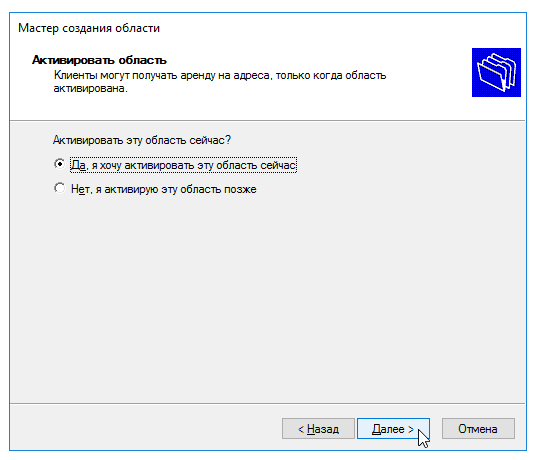 Мастер создания области
Активировать область
Клиенты могут получать аренду на адреса, только когда область
активирована.
Активировать эту область сейчас?
Да, я хочу активировать эту область сейчас
Нет, я активирую эту область позже
< Назад
Далее >
Отмена